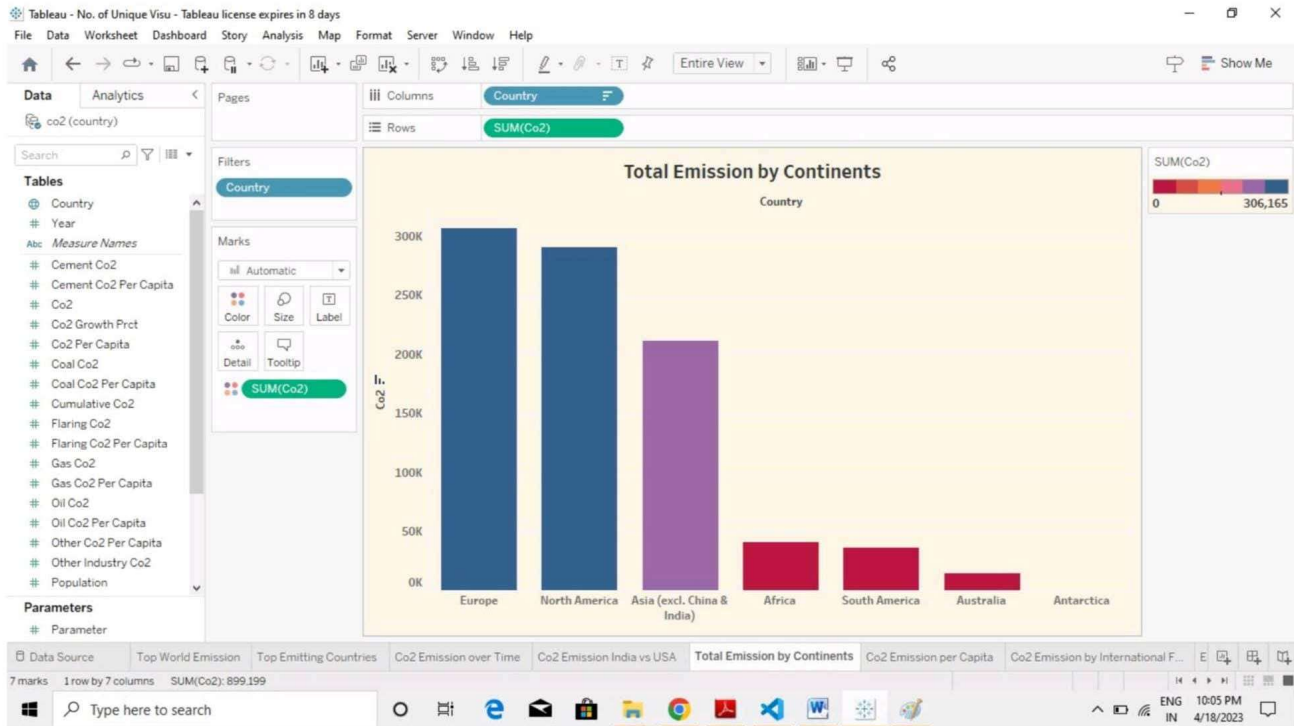 Tableau - No. of Unique Visu - Tableau license expires in 8 days
File Data Worksheet Dashboard Story Analysis Map Format Server Window Help
Entire View
Show Me
Data Analytics
co2 (country)
Search
Tables
Country
Year
Abc Measure Names
Cement Co2
Cement Co2 Per Capita
Co2
Co2 Growth Prct
Co2 Per Capita
Coal Co2
Coal Co2 Per Capita
Cumulative Co2
Flaring Co2
Flaring Co2 Per Capita
Gas Co2
Gas Co2 Per Capita
Oil Co2
Oil Co2 Per Capita
Other Co2 Per Capita
Other Industry Co2
Population
Parameters
Parameter
Pages
Filters
Country
Marks
Automatic
Color Size Label
Detail Tooltip
SUM(Co2)
Columns Country
Rows SUM(Co2)
Total Emission by Continents
Country
300K
250K
200K
150K
100K
50K
0K
Co2
Europe North America Asia (excl. China & Africa South America Australia Antarctica
India)
SUM(Co2)
0 306,165
Data Source Top World Emission Top Emitting Countries Co2 Emission over Time Co2 Emission India vs USA Total Emission by Continents Co2 Emission per Capita Co2 Emission by International F... E
7 marks 1 row by 7 columns SUM(Co2): 899.199
Type here to search
ENG 10:05 PM
IN 4/18/2023